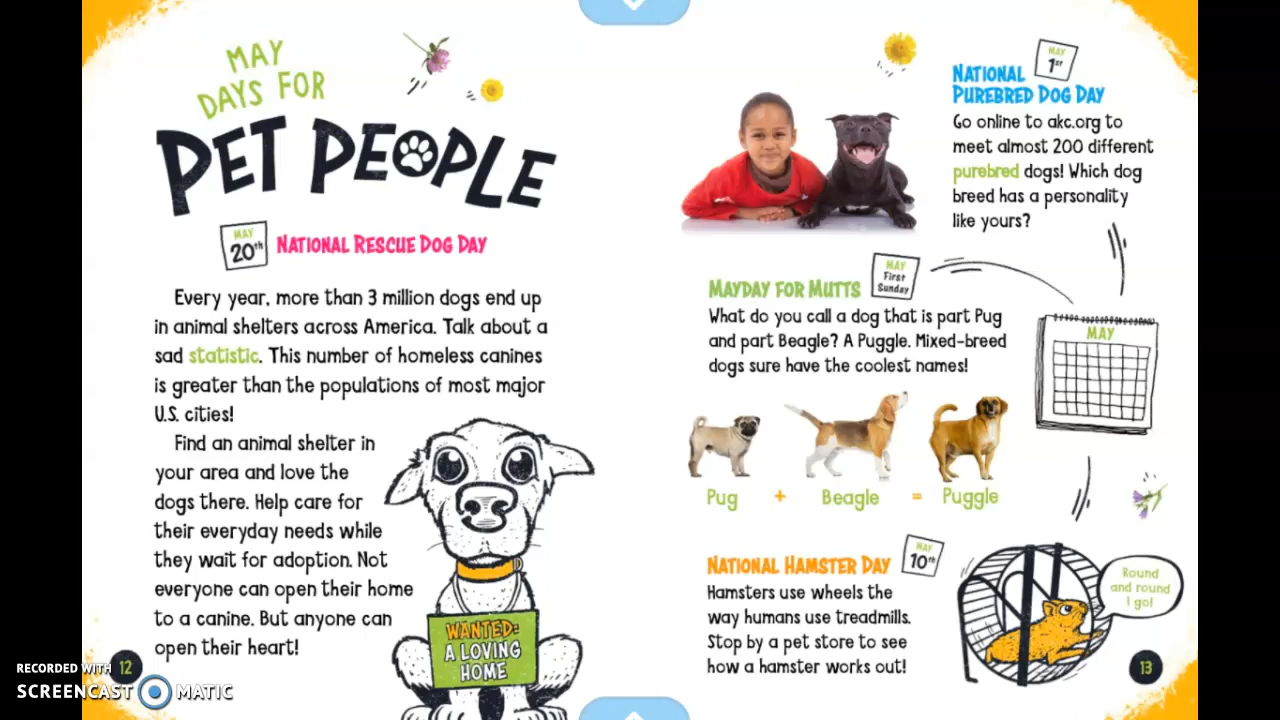 MAY
DAYS FOR
PET PEOPLE
MAY
20th
NATIONAL RESCUE DOG DAY
Every year, more than 3 million dogs end up
in animal shelters across America. Talk about a
sad statistic. This number of homeless canines
is greater than the populations of most major
U.S. cities!
Find an animal shelter in
your area and love the
dogs there. Help care for
their everyday needs while
they wait for adoption. Not
everyone can open their home
to a canine. But anyone can
open their heart!
WANTED:
A LOVING
HOME
12
RECORDED WITH
SCREENCAST MATIC
MAY
1st
NATIONAL
PUREBRED DOG DAY
Go online to akc.org to
meet almost 200 different
purebred dogs! Which dog
breed has a personality
like yours?
MAY
First
Sunday
MAYDAY FOR MUTTS
What do you call a dog that is part Pug
and part Beagle? A Puggle. Mixed-breed
dogs sure have the coolest names!
MAY
Pug + Beagle = Puggle
MAY
10th
NATIONAL HAMSTER DAY
Hamsters use wheels the
way humans use treadmills.
Stop by a pet store to see
how a hamster works out!
Round
and round
I go!
13